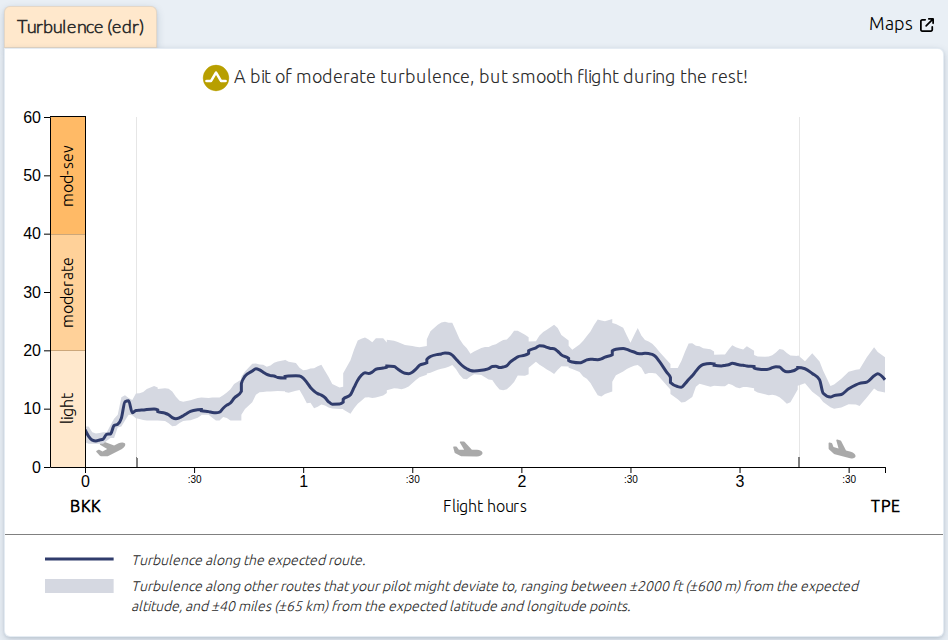 Turbulence (edr)
Maps
A bit of moderate turbulence, but smooth flight during the rest!
60
50
40
30
20
10
0
mod-sev
moderate
light
0
:30
1
:30
2
:30
3
:30
BKK
Flight hours
TPE
Turbulence along the expected route.
Turbulence along other routes that your pilot might deviate to, ranging between ±2000 ft (±600 m) from the expected
altitude, and ±40 miles (±65 km) from the expected latitude and longitude points.